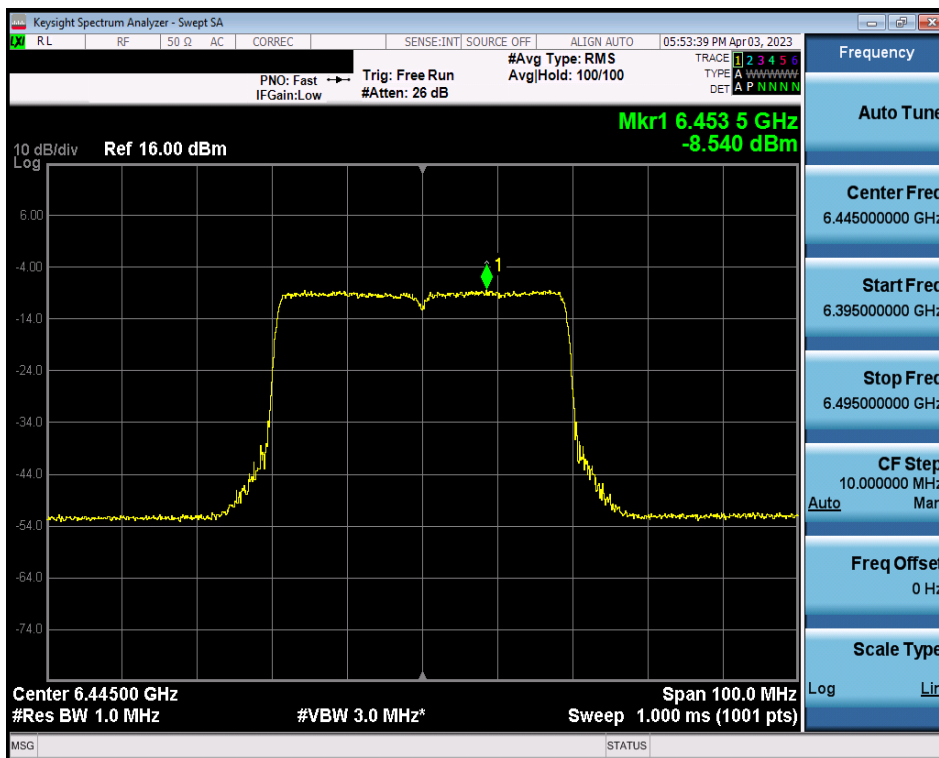 Keysight Spectrum Analyzer - Swept SA
LXI RL RF 50 Ω AC CORREC SENSE:INT SOURCE OFF ALIGN AUTO 05:53:39 PM Apr 03, 2023
PNO: Fast
IFGain:Low
Trig: Free Run
#Atten: 26 dB
#Avg Type: RMS
Avg|Hold: 100/100
TRACE 1 2 3 4 5 6
TYPE A WWWWW
DET A P N N N N
Mkr1 6.453 5 GHz
-8.540 dBm
10 dB/div Ref 16.00 dBm
Log
1
6.00
-4.00
-14.0
-24.0
-34.0
-44.0
-54.0
-64.0
-74.0
Center 6.44500 GHz Span 100.0 MHz
#Res BW 1.0 MHz #VBW 3.0 MHz* Sweep 1.000 ms (1001 pts)
MSG STATUS
Frequency
Auto Tune
Center Freq
6.445000000 GHz
Start Freq
6.395000000 GHz
Stop Freq
6.495000000 GHz
CF Step
10.000000 MHz
Auto Man
Freq Offset
0 Hz
Scale Type
Log Lin